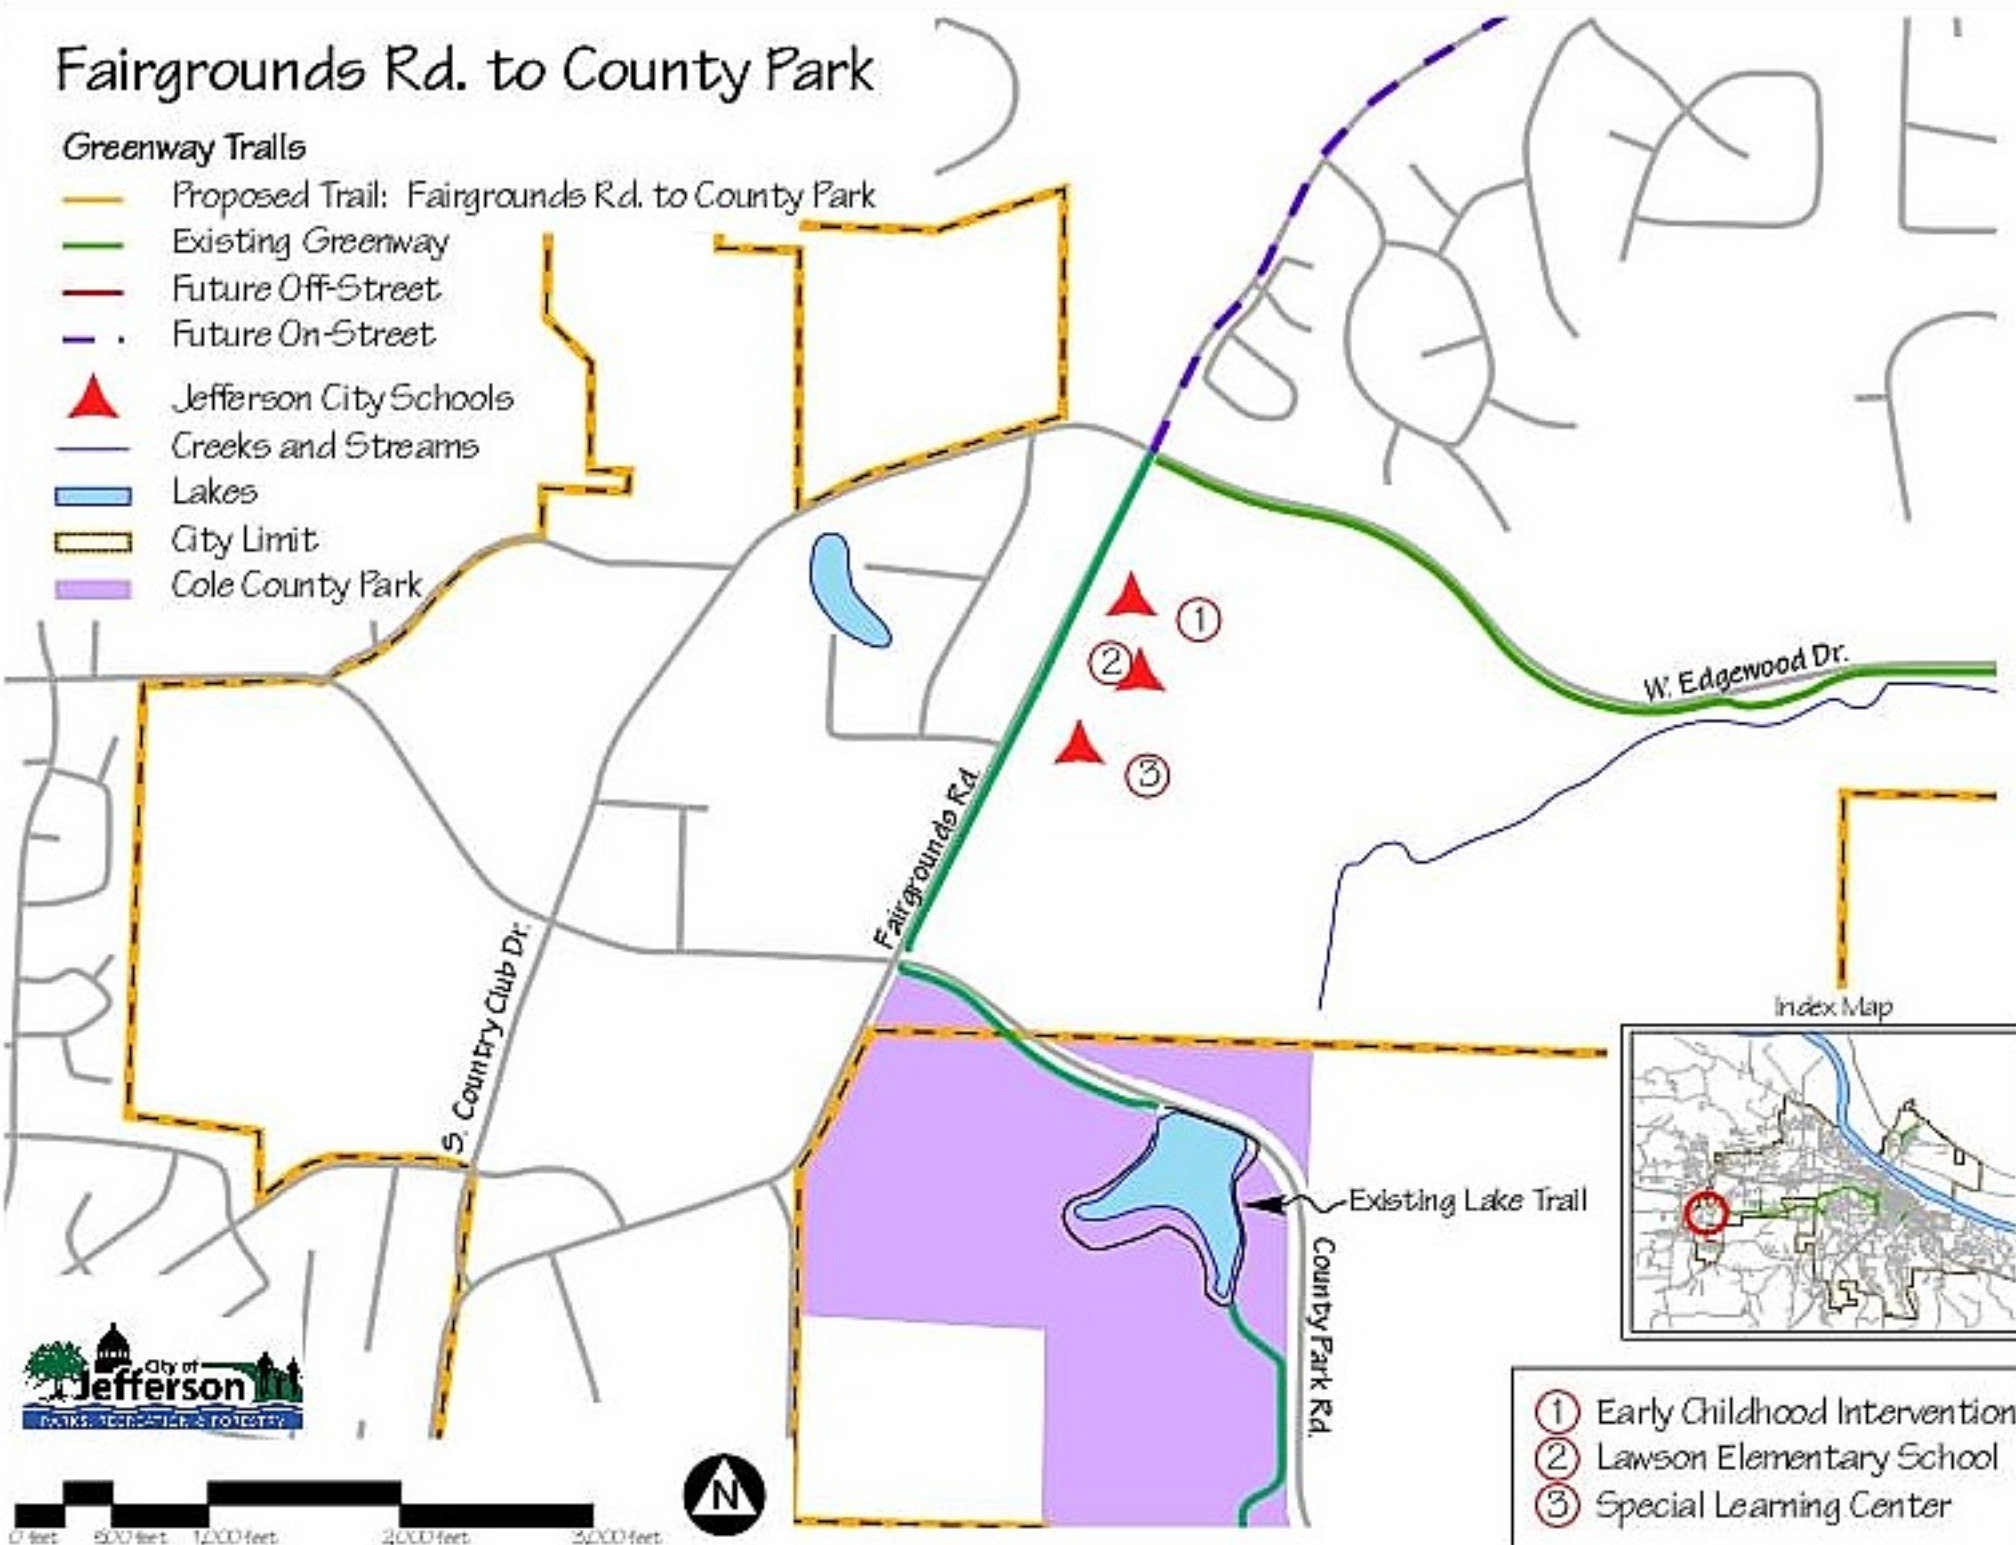 Fairgrounds Rd. to County Park
Greenway Trails
Proposed Trail: Fairgrounds Rd. to County Park
Existing Greenway
Future Off-Street
Future On-Street
Jefferson City Schools
Creeks and Streams
Lakes
City Limit
Cole County Park
1
2
3
W. Edgewood Dr.
Fairgrounds Rd.
S. Country Club Dr.
Index Map
Existing Lake Trail
County Park Rd.
City of
Jefferson
PARKS, RECREATION & FORESTRY
N
0 feet 500 feet 1,000 feet 2,000 feet 3,000 feet
1 Early Childhood Intervention
2 Lawson Elementary School
3 Special Learning Center